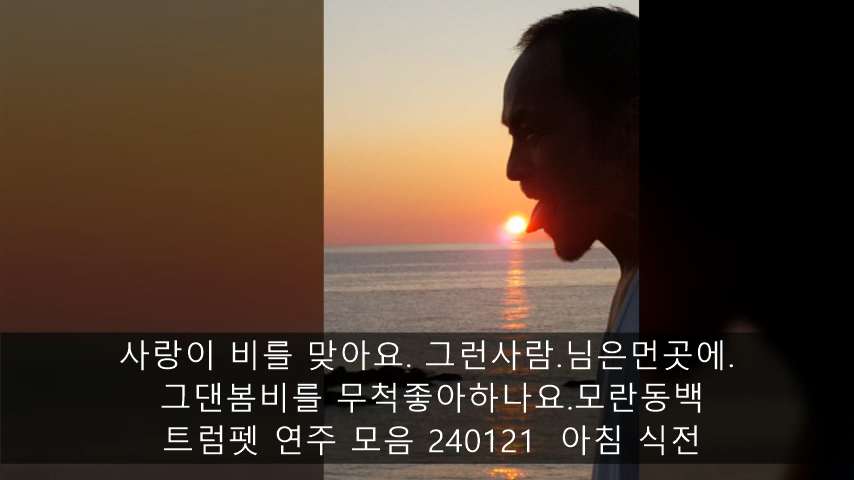 사랑이 비를 맞아요. 그런사람.님은먼곳에.
그댄봄비를 무척좋아하나요.모란동백
트럼펫 연주 모음 240121  아침 식전